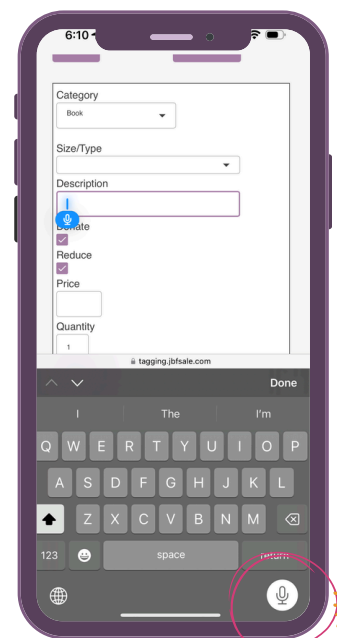 6:10
Category
Book
Size/Type
Description
Donate
Reduce
Price
Quantity
1
tagging.jbfsale.com
Done
I The I'm
Q W E R T Y U I O P
A S D F G H J K L
Z X C V B N M
123 space return